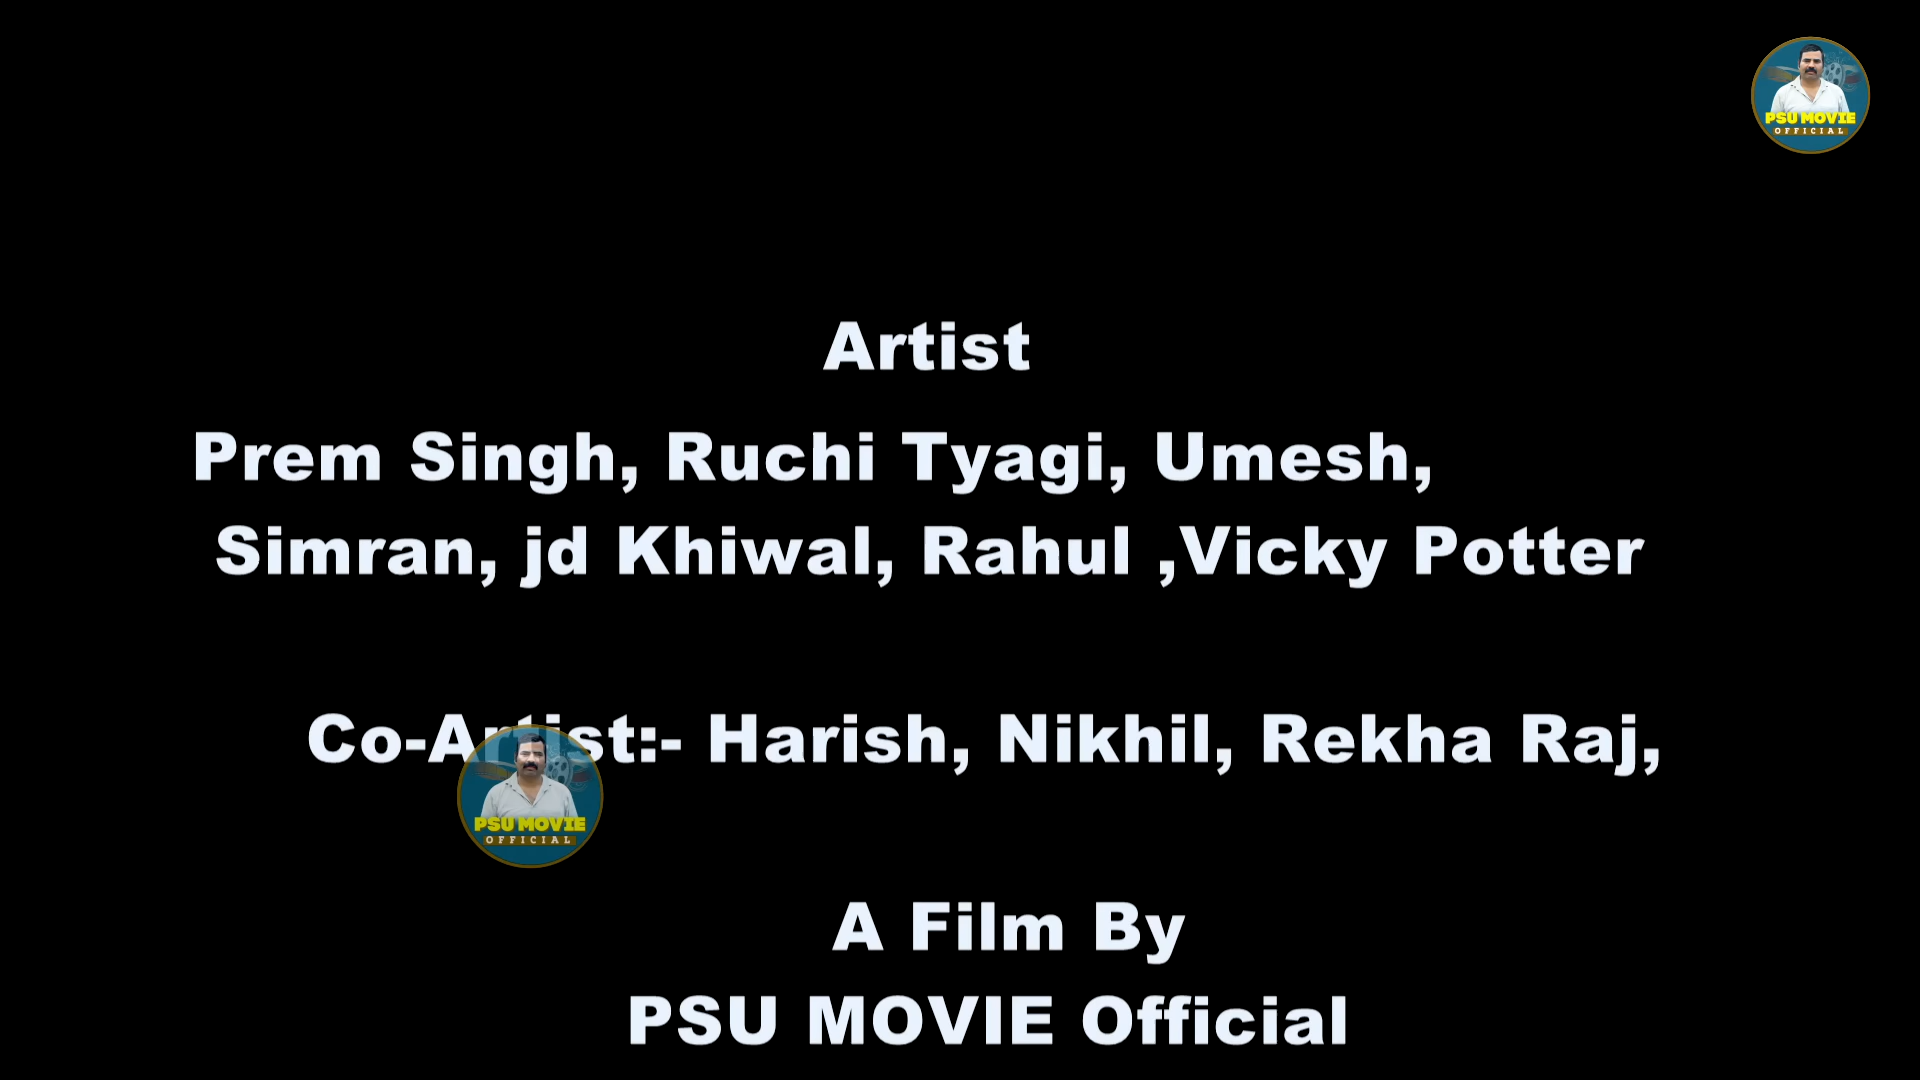 PSU MOVIE
OFFICIAL
Artist
Prem Singh, Ruchi Tyagi, Umesh,
Simran, jd Khiwal, Rahul ,Vicky Potter
Co-Artist:- Harish, Nikhil, Rekha Raj,
PSU MOVIE
OFFICIAL
A Film By
PSU MOVIE Official